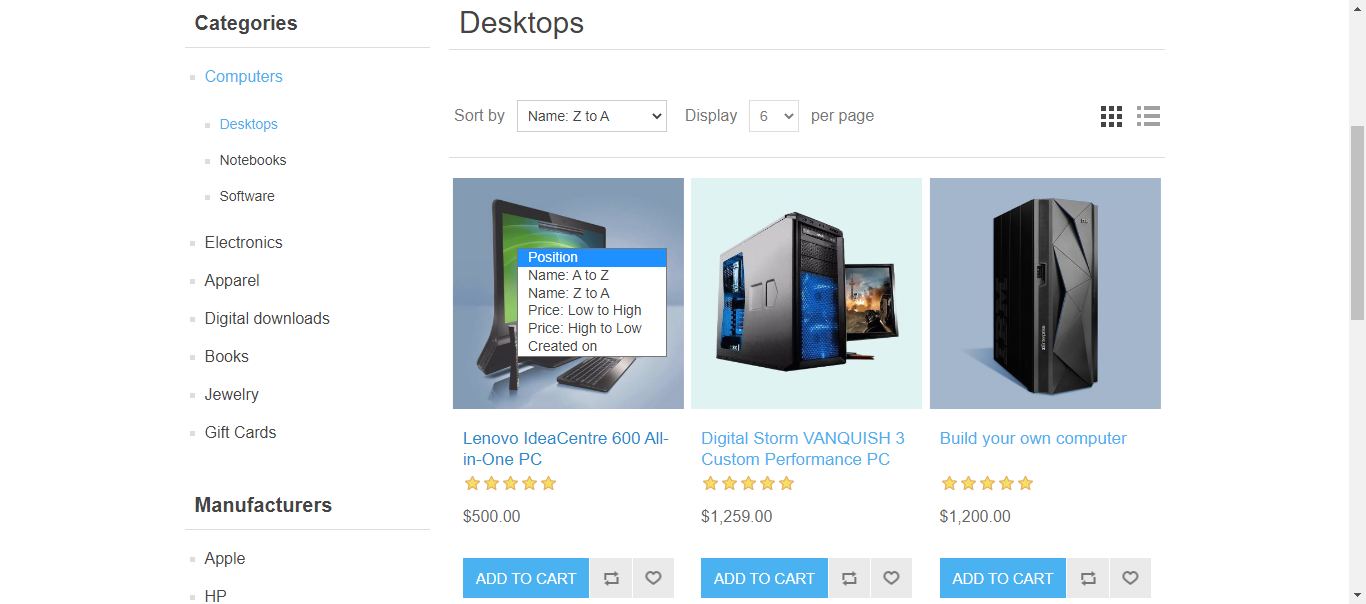 Categories
Computers
Desktops
Notebooks
Software
Electronics
Apparel
Digital downloads
Books
Jewelry
Gift Cards
Manufacturers
Apple
HP
Desktops
Sort by Name: Z to A Display 6 per page
Position
Name: A to Z
Name: Z to A
Price: Low to High
Price: High to Low
Created on
Lenovo IdeaCentre 600 All-
in-One PC
$500.00
ADD TO CART
Digital Storm VANQUISH 3
Custom Performance PC
$1,259.00
ADD TO CART
Build your own computer
$1,200.00
ADD TO CART